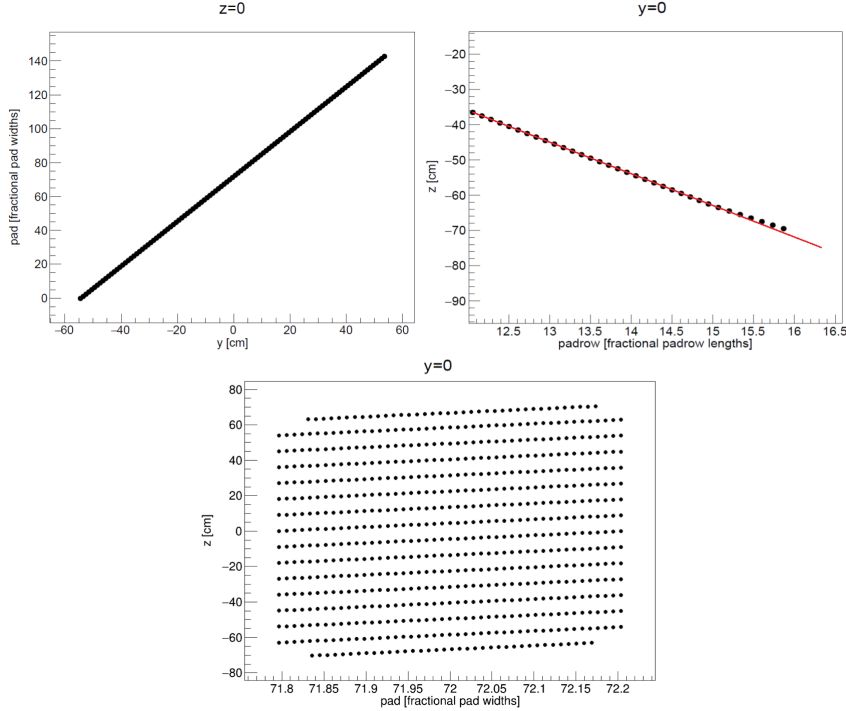 z=0
pad [fractional pad widths]
140
120
100
80
60
40
20
0
−60 −40 −20 0 20 40 60
y [cm]
y=0
z [cm]
−20
−30
−40
−50
−60
−70
−80
−90
12.5 13 13.5 14 14.5 15 15.5 16 16.5
padrow [fractional padrow lengths]
y=0
z [cm]
80
60
40
20
0
−20
−40
−60
−80
71.8 71.85 71.9 71.95 72 72.05 72.1 72.15 72.2
pad [fractional pad widths]